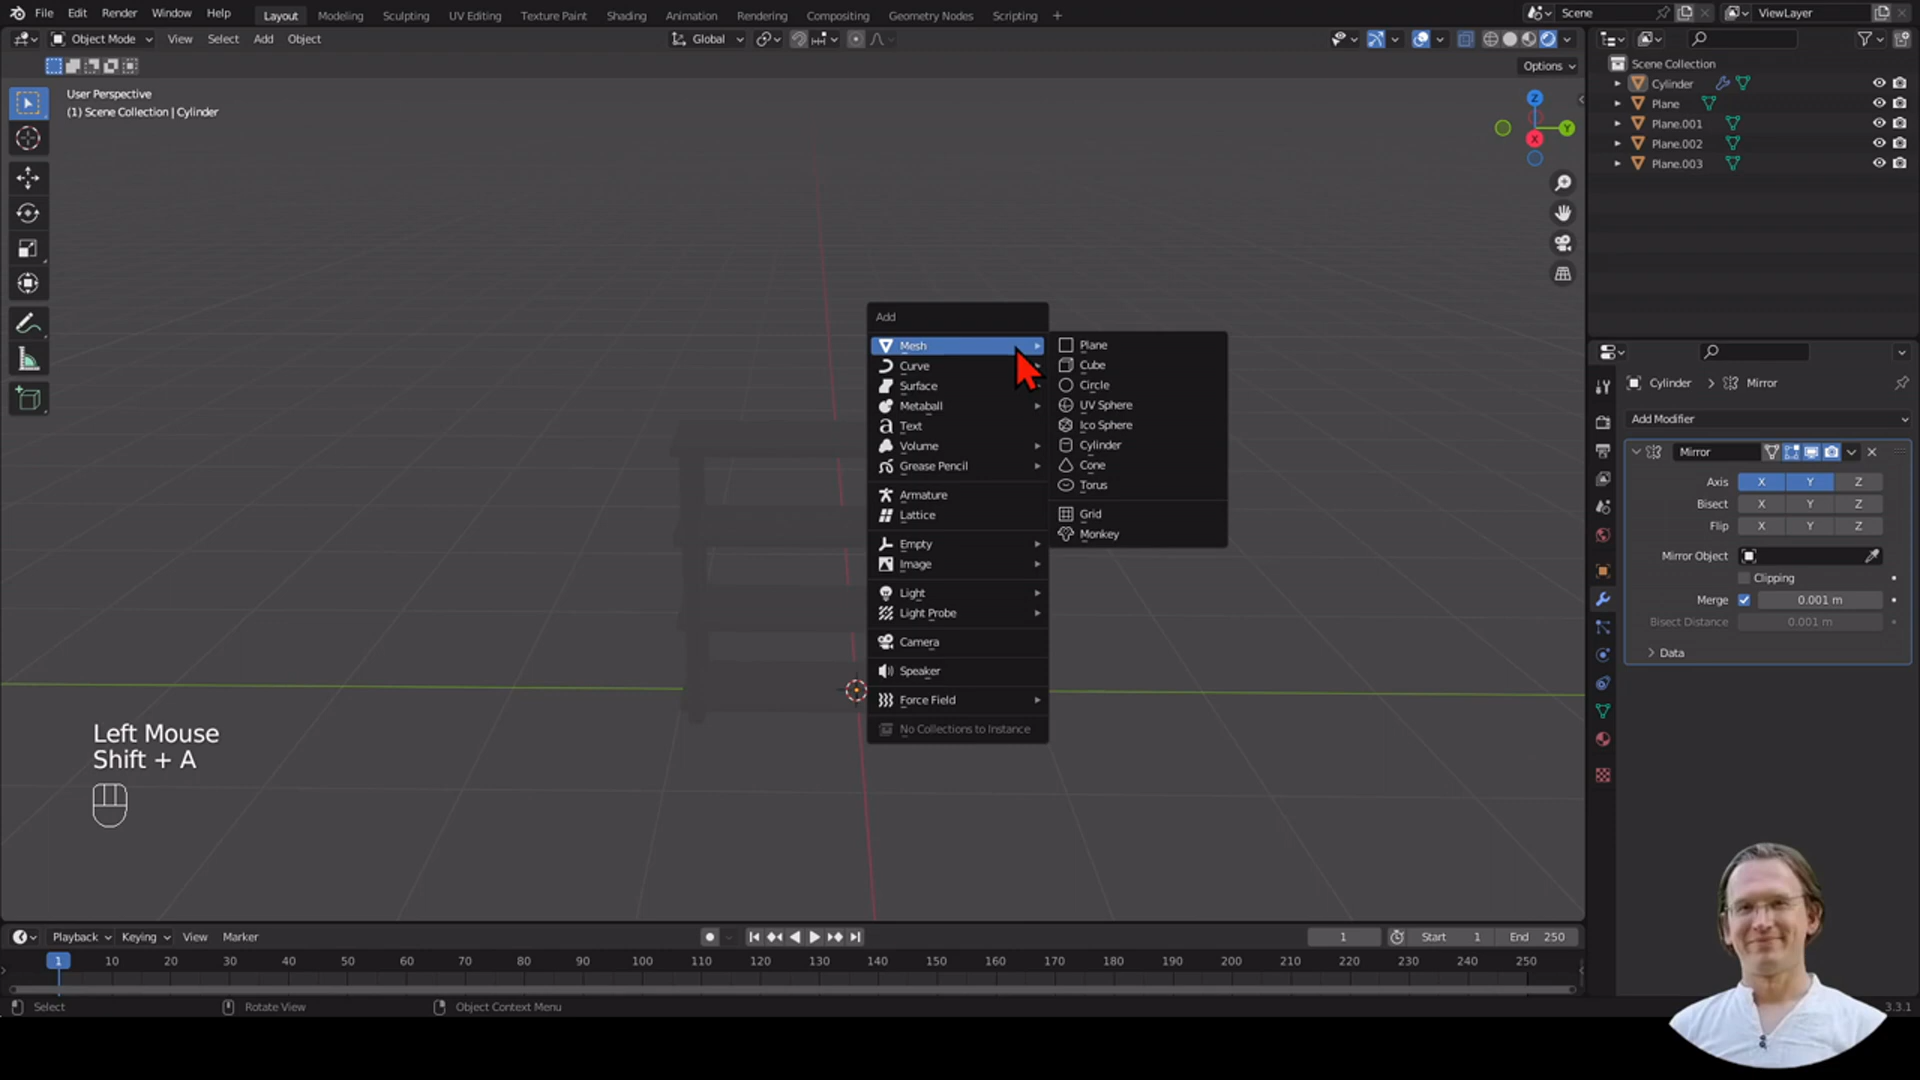 File Edit Render Window Help Layout Modeling Sculpting UV Editing Texture Paint Shading Animation Rendering Compositing Geometry Nodes Scripting + Scene ViewLayer
Object Mode View Select Add Object Global
Options
User Perspective
(1) Scene Collection | Cylinder
Z
Y
X
Scene Collection
Cylinder
Plane
Plane.001
Plane.002
Plane.003
Add
Mesh
Curve
Surface
Metaball
Text
Volume
Grease Pencil
Armature
Lattice
Empty
Image
Light
Light Probe
Camera
Speaker
Force Field
No Collections to Instance
Plane
Cube
Circle
UV Sphere
Ico Sphere
Cylinder
Cone
Torus
Grid
Monkey
Cylinder > Mirror
Add Modifier
Mirror
Axis X Y Z
Bisect X Y Z
Flip X Y Z
Mirror Object
Clipping
Merge 0.001 m
Bisect Distance 0.001 m
Data
Left Mouse
Shift + A
Playback Keying View Marker 1 Start 1 End 250
1 10 20 30 40 50 60 70 80 90 100 110 120 130 140 150 160 170 180 190 200 210 220 230 240 250
Select Rotate View Object Context Menu 3.3.1